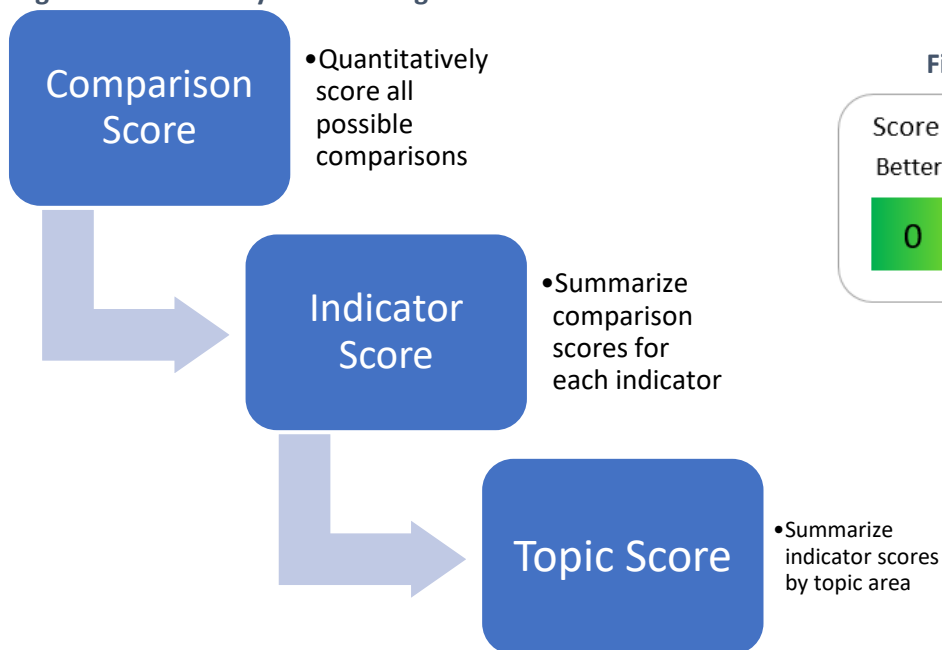 Comparison
Score
•Quantitatively
score all
possible
comparisons
Score
Better
0
Indicator
Score
•Summarize
comparison
scores for
each indicator
Topic Score
•Summarize
indicator scores
by topic area